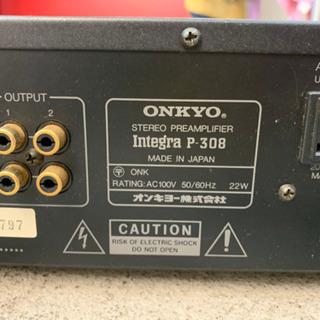 OUTPUT
1 2
ONKYO®
STEREO PREAMPLIFIER
Integra P-308
MADE IN JAPAN
ONK
RATING:AC100V 50/60HZ 22W
オンキヨー株式会社
797
CAUTION
RISK OF ELECTRIC SHOCK
DO NOT OPEN